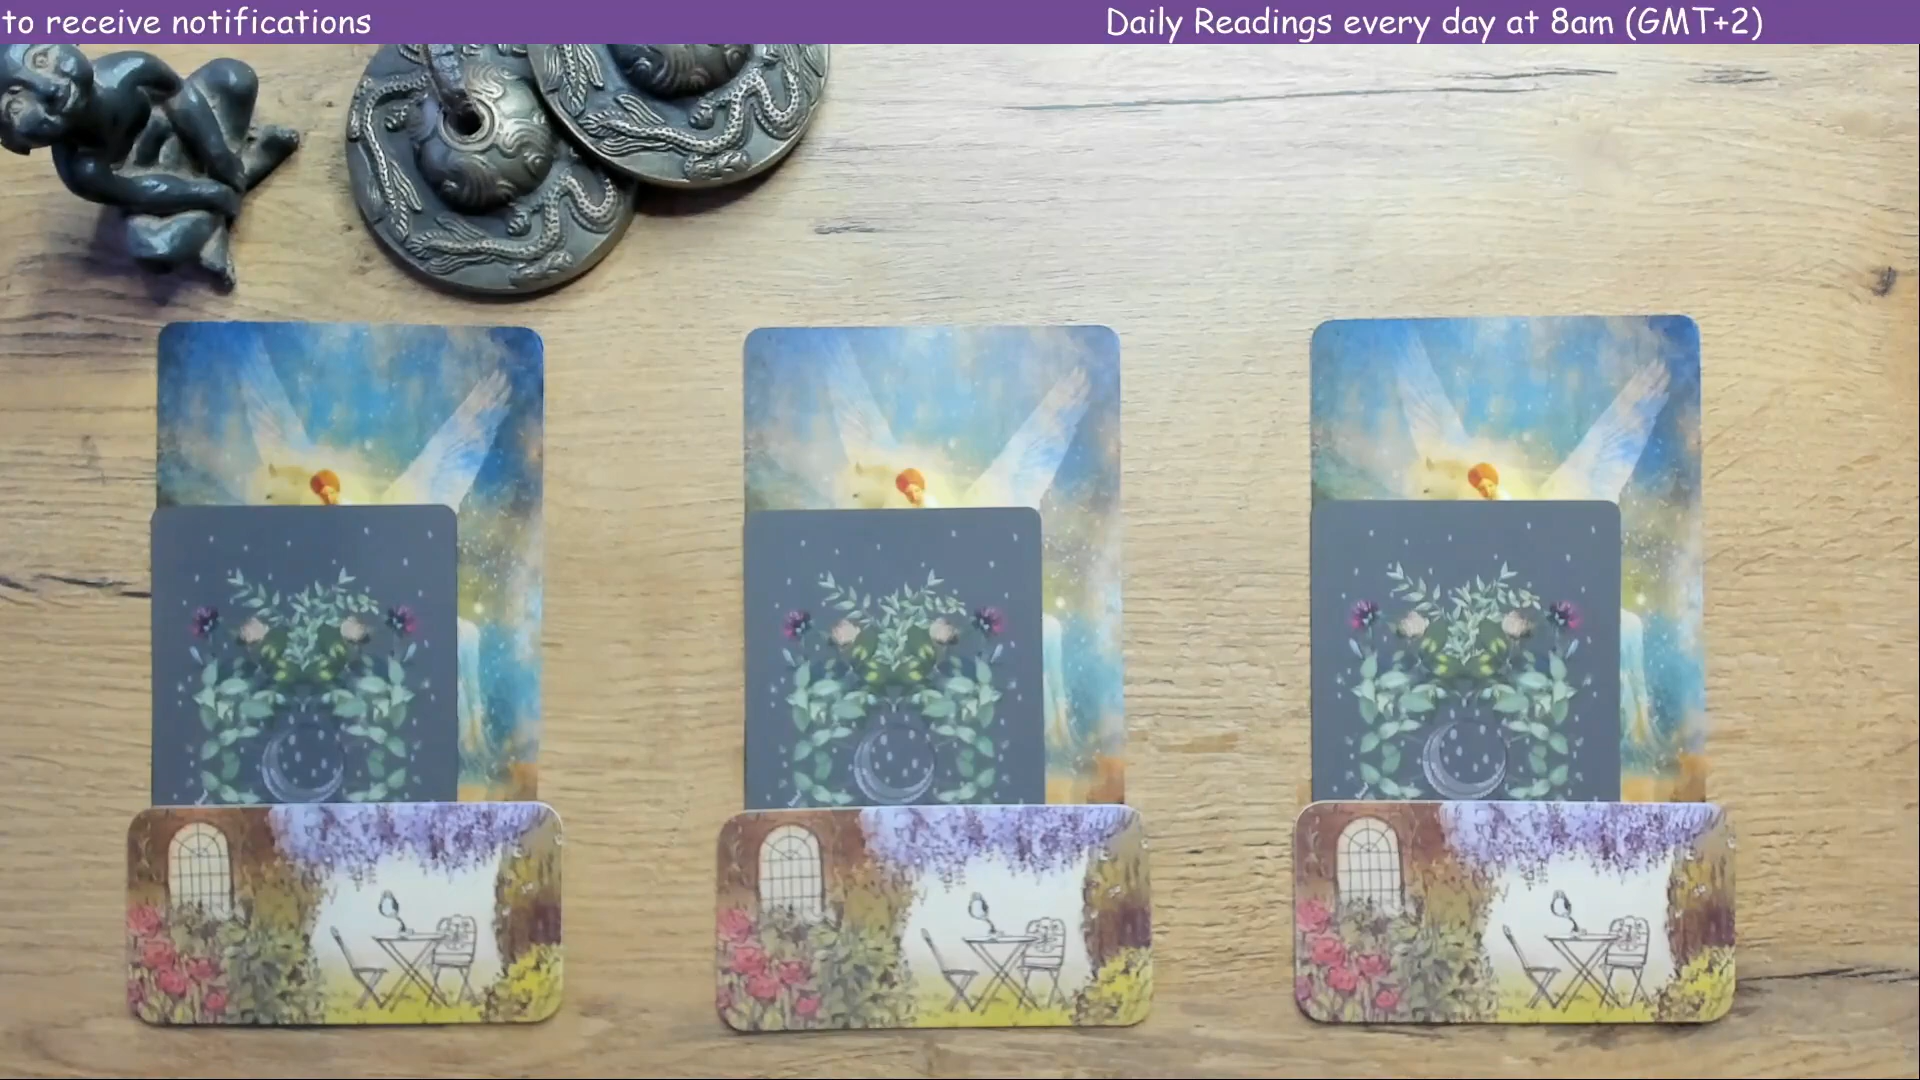 to receive notifications
Daily Readings every day at 8am (GMT+2)